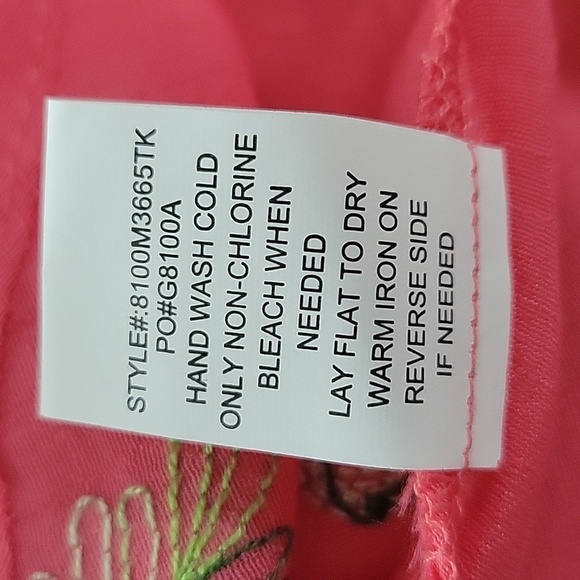 STYLE#:8100M3665TK
PO#G8100A
HAND WASH COLD
ONLY NON-CHLORINE
BLEACH WHEN
NEEDED
LAY FLAT TO DRY
WARM IRON ON
REVERSE SIDE
IF NEEDED